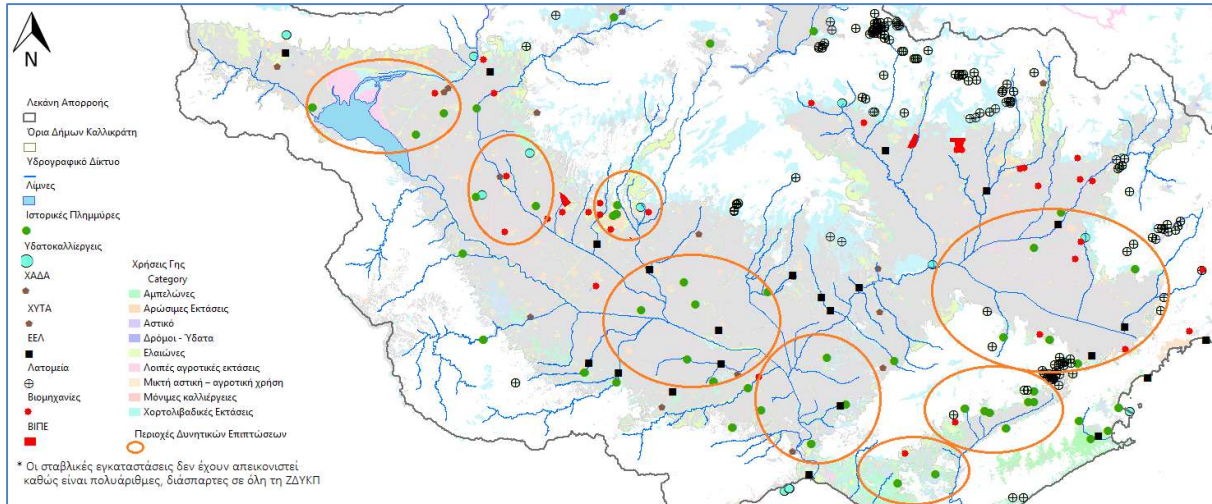 N
Λεκάνη Απορροής
Όρια Δήμων Καλλικράτη
Υδρογραφικό Δίκτυο
Λίμνες
Ιστορικές Πλημμύρες
Υδατοκαλλιέργεις
ΧΑΔΑ
ΧΥΤΑ
ΕΕΛ
Λατομεία
Βιομηχανίες
ΒΙΠΕ
Χρήσεις Γης
Category
Αμπελώνες
Αρώσιμες Εκτάσεις
Αστικό
Δρόμοι - Ύδατα
Ελαιώνες
Λοιπές αγροτικές εκτάσεις
Μικτή αστική – αγροτική χρήση
Μόνιμες καλλιέργειες
Χορτολιβαδικές Εκτάσεις
Περιοχές Δυνητικών Επιπτώσεων
* Οι σταβλικές εγκαταστάσεις δεν έχουν απεικονιστεί
καθώς είναι πολυάριθμες, διάσπαρτες σε όλη τη ΖΔΥΚΠ